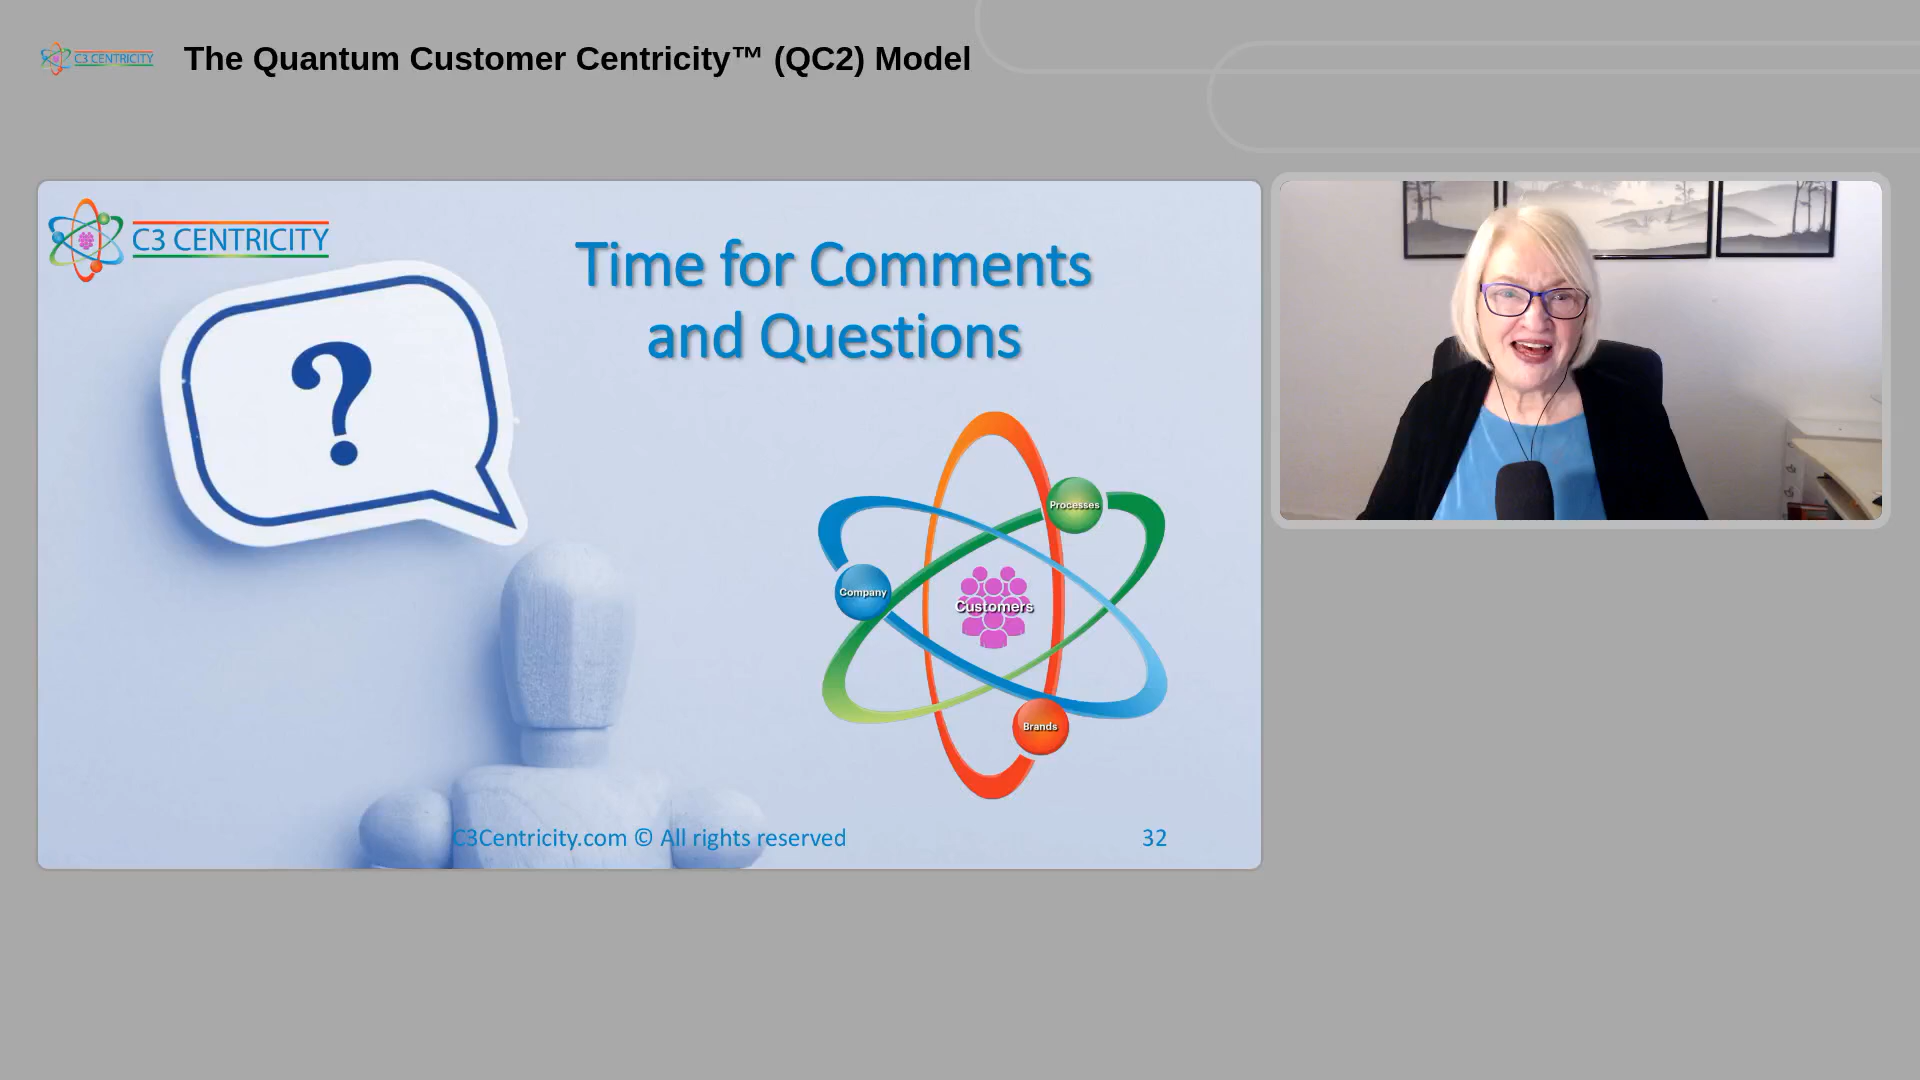 C3 CENTRICITY
The Quantum Customer Centricity™ (QC2) Model
C3 CENTRICITY
Time for Comments
and Questions
?
Processes
Company
Customers
Brands
C3Centricity.com © All rights reserved
32